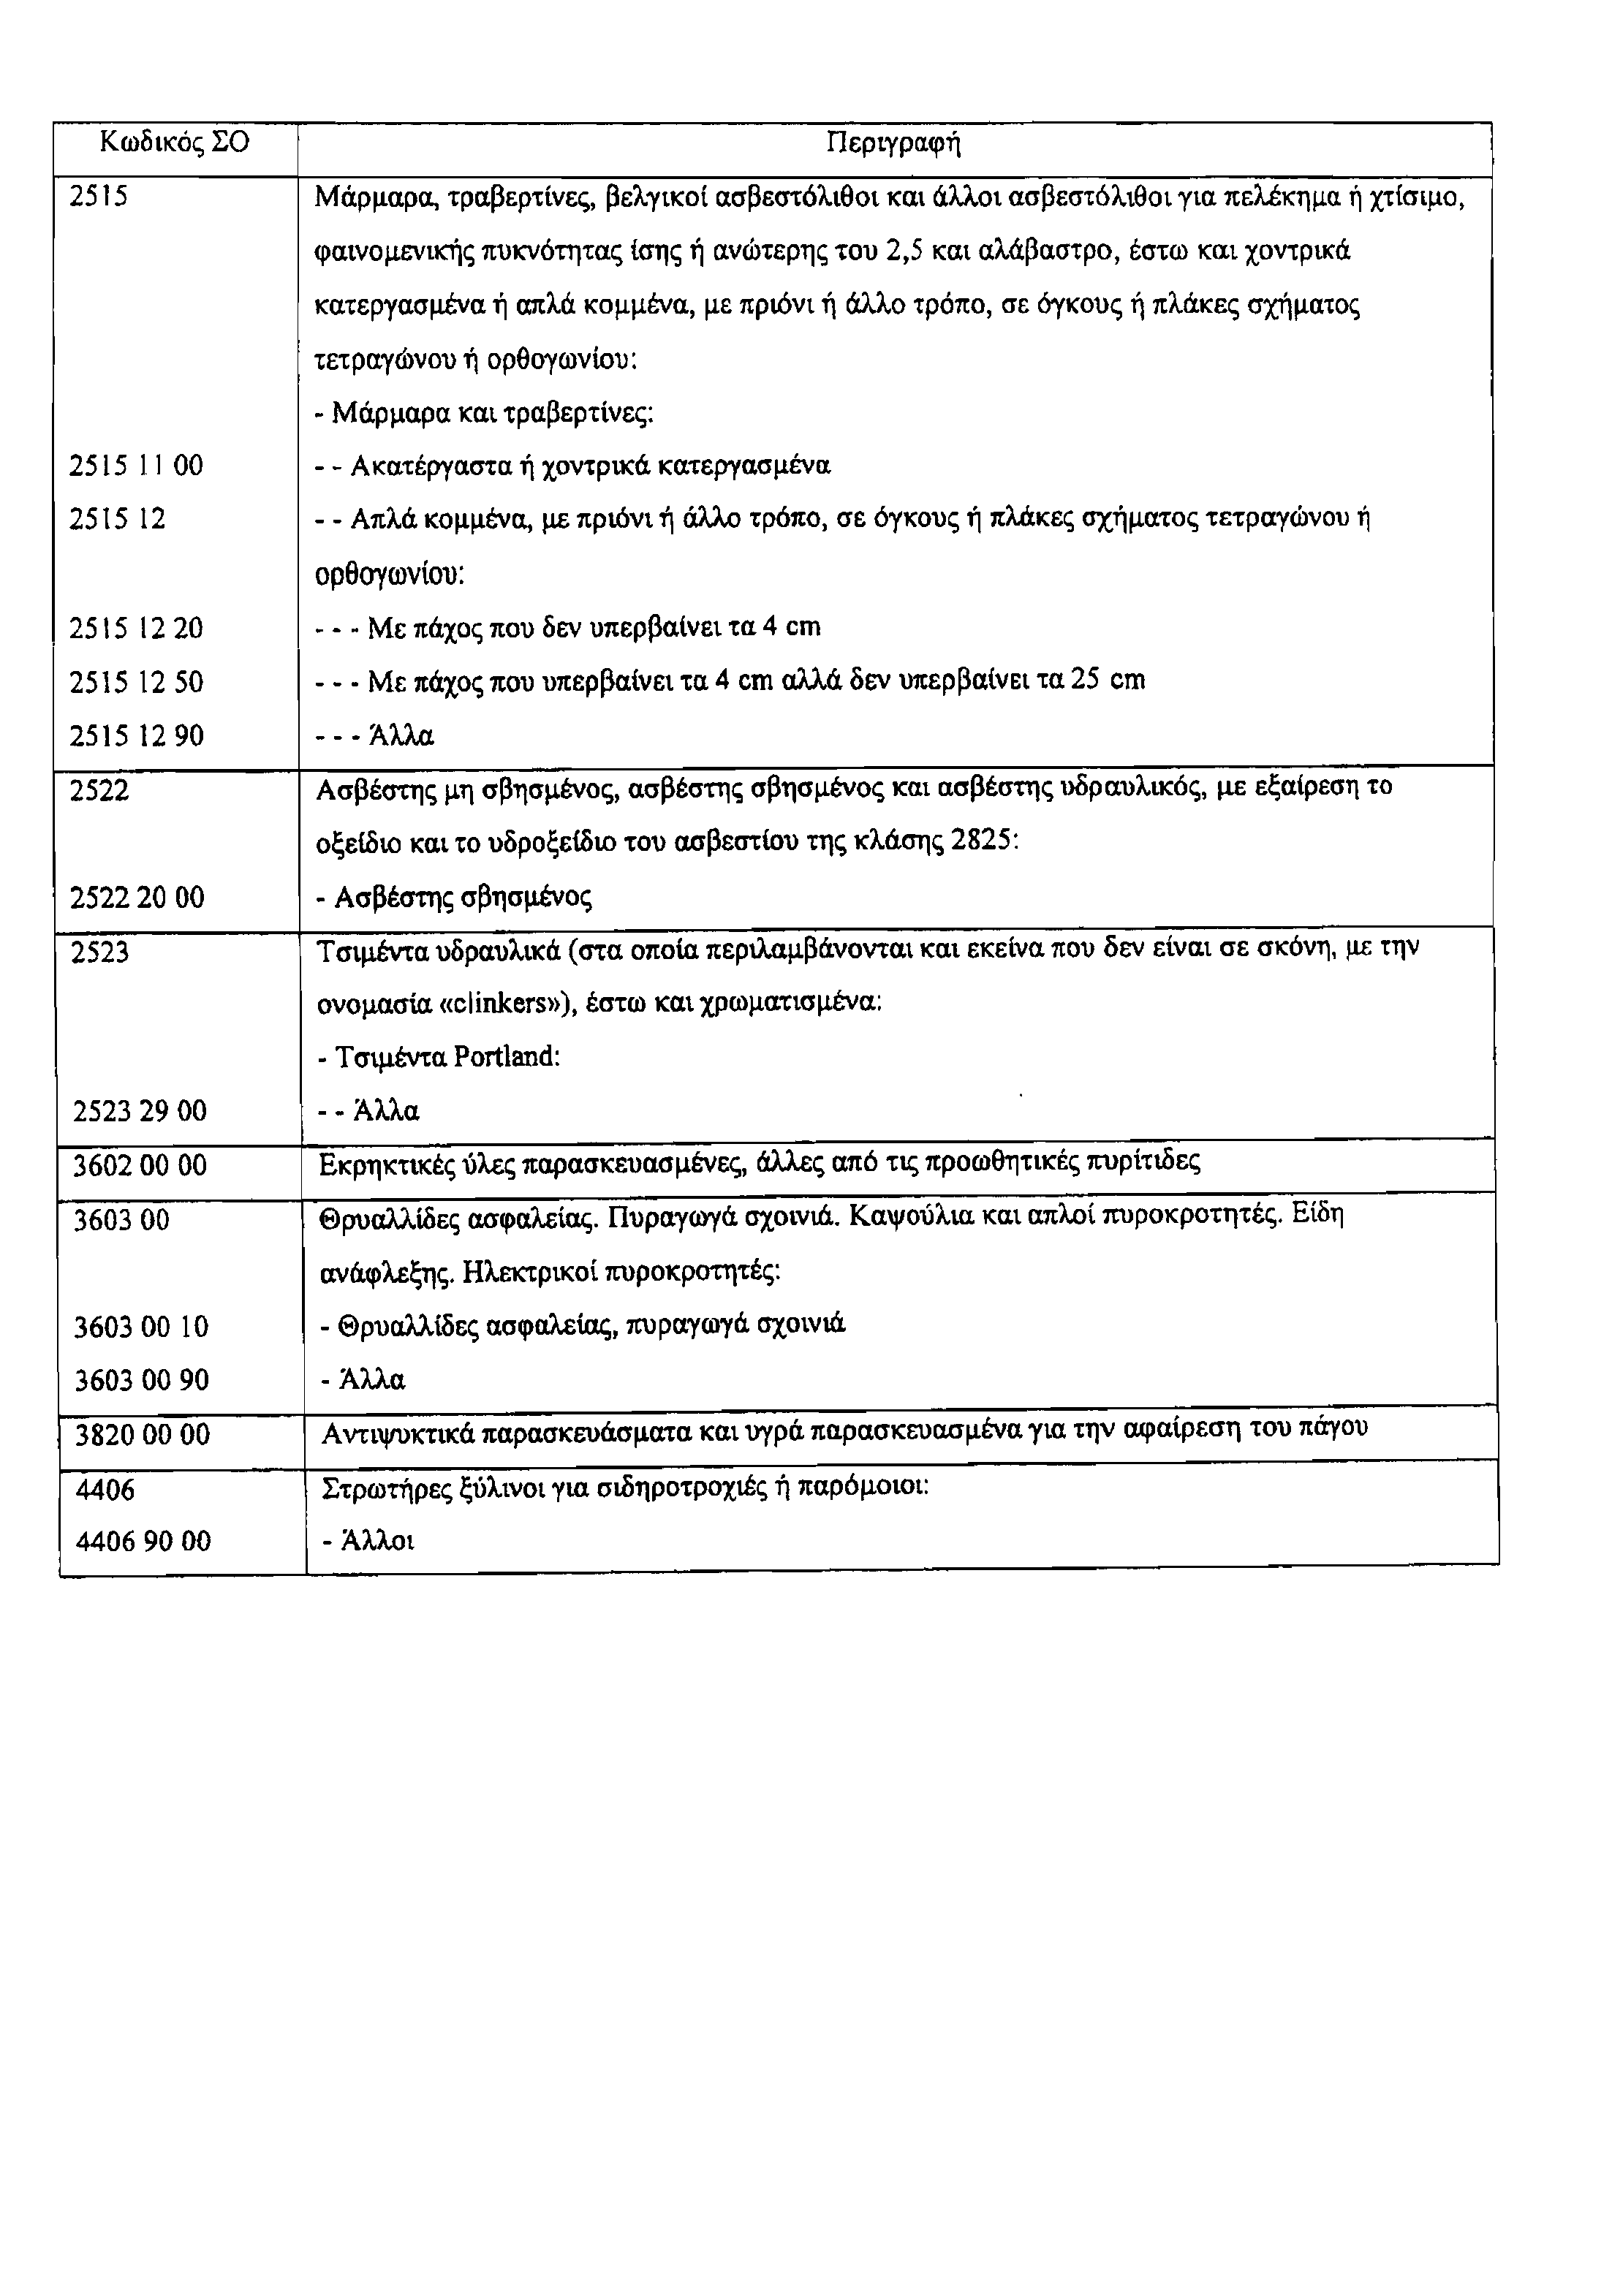 Κωδικός ΣΟ Περιγραφή
2515 Μάρμαρα, τραβερτίνες, βελγικοί ασβεστόλιθοι και άλλοι ασβεστόλιθοι για πελέκημα ή χτίσιμο,
φαινομενικής πυκνότητας ίσης ή ανώτερης του 2,5 και αλάβαστρο, έστω και χοντρικά
κατεργασμένα ή απλά κομμένα, με πριόνι ή άλλο τρόπο, σε όγκους ή πλάκες σχήματος
τετραγώνου ή ορθογωνίου:
- Μάρμαρα και τραβερτίνες:
2515 11 00 - - Ακατέργαστα ή χοντρικά κατεργασμένα
2515 12 - - Απλά κομμένα, με πριόνι ή άλλο τρόπο, σε όγκους ή πλάκες σχήματος τετραγώνου ή
ορθογωνίου:
2515 12 20 - - - Με πάχος που δεν υπερβαίνει τα 4 cm
2515 12 50 - - - Με πάχος που υπερβαίνει τα 4 cm αλλά δεν υπερβαίνει τα 25 cm
2515 12 90 - - - Άλλα
2522 Ασβέστης μη σβησμένος, ασβέστης σβησμένος και ασβέστης υδραυλικός, με εξαίρεση το
οξείδιο και το υδροξείδιο του ασβεστίου της κλάσης 2825:
2522 20 00 - Ασβέστης σβησμένος
2523 Τσιμέντα υδραυλικά (στα οποία περιλαμβάνονται και εκείνα που δεν είναι σε σκόνη, με την
ονομασία «clinkers»), έστω και χρωματισμένα:
- Τσιμέντα Portland:
2523 29 00 - - Άλλα
3602 00 00 Εκρηκτικές ύλες παρασκευασμένες, άλλες από τις προωθητικές πυρίτιδες
3603 00 Θρυαλλίδες ασφαλείας. Πυραγωγά σχοινιά. Καψούλια και απλοί πυροκροτητές. Είδη
ανάφλεξης. Ηλεκτρικοί πυροκροτητές:
3603 00 10 - Θρυαλλίδες ασφαλείας, πυραγωγά σχοινιά
3603 00 90 - Άλλα
3820 00 00 Αντιψυκτικά παρασκευάσματα και υγρά παρασκευασμένα για την αφαίρεση του πάγου
4406 Στρωτήρες ξύλινοι για σιδηροτροχιές ή παρόμοιοι:
4406 90 00 - Άλλοι